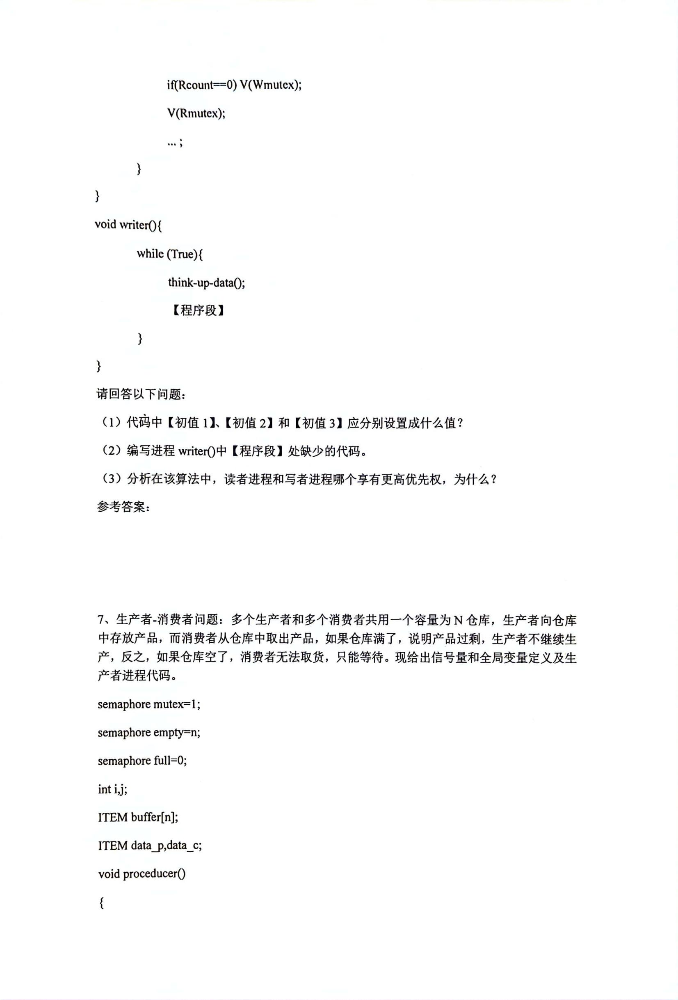 if(Rcount==0) V(Wmutex);
V(Rmutex);
... ;
}
}
void writer(){
while (True){
think-up-data();
【程序段】
}
}
请回答以下问题：
（1）代码中【初值 1】、【初值 2】和【初值 3】应分别设置成什么值？
（2）编写进程 writer()中【程序段】处缺少的代码。
（3）分析在该算法中，读者进程和写者进程哪个享有更高优先权，为什么？
参考答案：
7、生产者-消费者问题：多个生产者和多个消费者共用一个容量为 N 仓库，生产者向仓库
中存放产品，而消费者从仓库中取出产品，如果仓库满了，说明产品过剩，生产者不继续生
产，反之，如果仓库空了，消费者无法取货，只能等待。现给出信号量和全局变量定义及生
产者进程代码。
semaphore mutex=1;
semaphore empty=n;
semaphore full=0;
int i,j;
ITEM buffer[n];
ITEM data_p,data_c;
void proceducer()
{